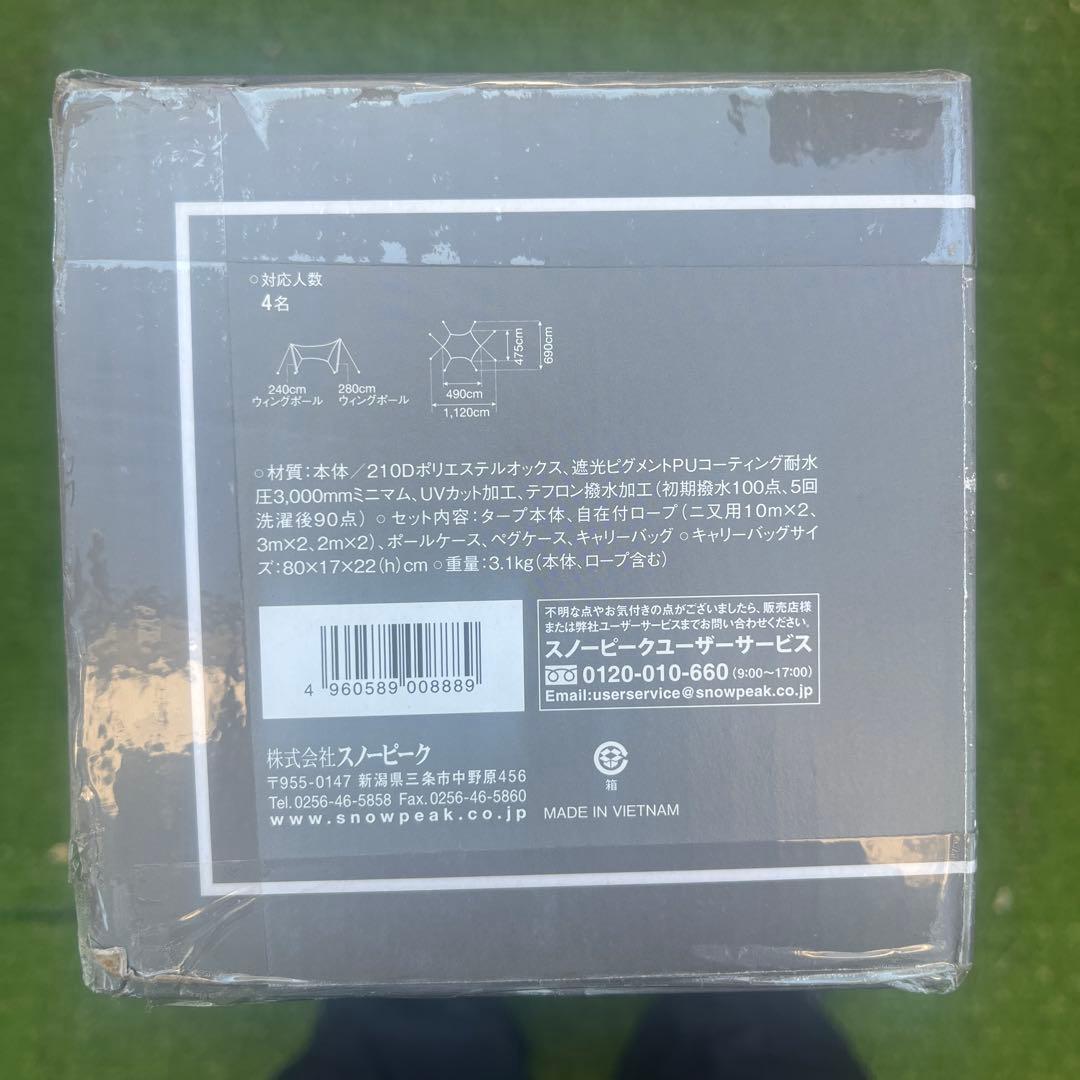 ○対応人数
4名
475cm
690cm
240cm
ウィングポール
280cm
ウィングポール
490cm
1,120cm
○材質：本体／210Dポリエステルオックス、遮光ピグメントPUコーティング耐水
圧3,000mmミニマム、UVカット加工、テフロン撥水加工（初期撥水100点、5回
洗濯後90点） ○セット内容：タープ本体、自在付ロープ（ニ又用10m×2、
3m×2、2m×2）、ポールケース、ペグケース、キャリーバッグ ○キャリーバッグサイ
ズ：80×17×22（h）cm ○重量：3.1kg（本体、ロープ含む）
4 960589 008889
不明な点やお気付きの点がございましたら、販売店様
または弊社ユーザーサービスまでお問い合わせください。
スノーピークユーザーサービス
0120-010-660（9:00〜17:00）
Email:userservice@snowpeak.co.jp
株式会社スノーピーク
〒955-0147 新潟県三条市中野原456
Tel.0256-46-5858 Fax.0256-46-5860
www.snowpeak.co.jp
箱
MADE IN VIETNAM